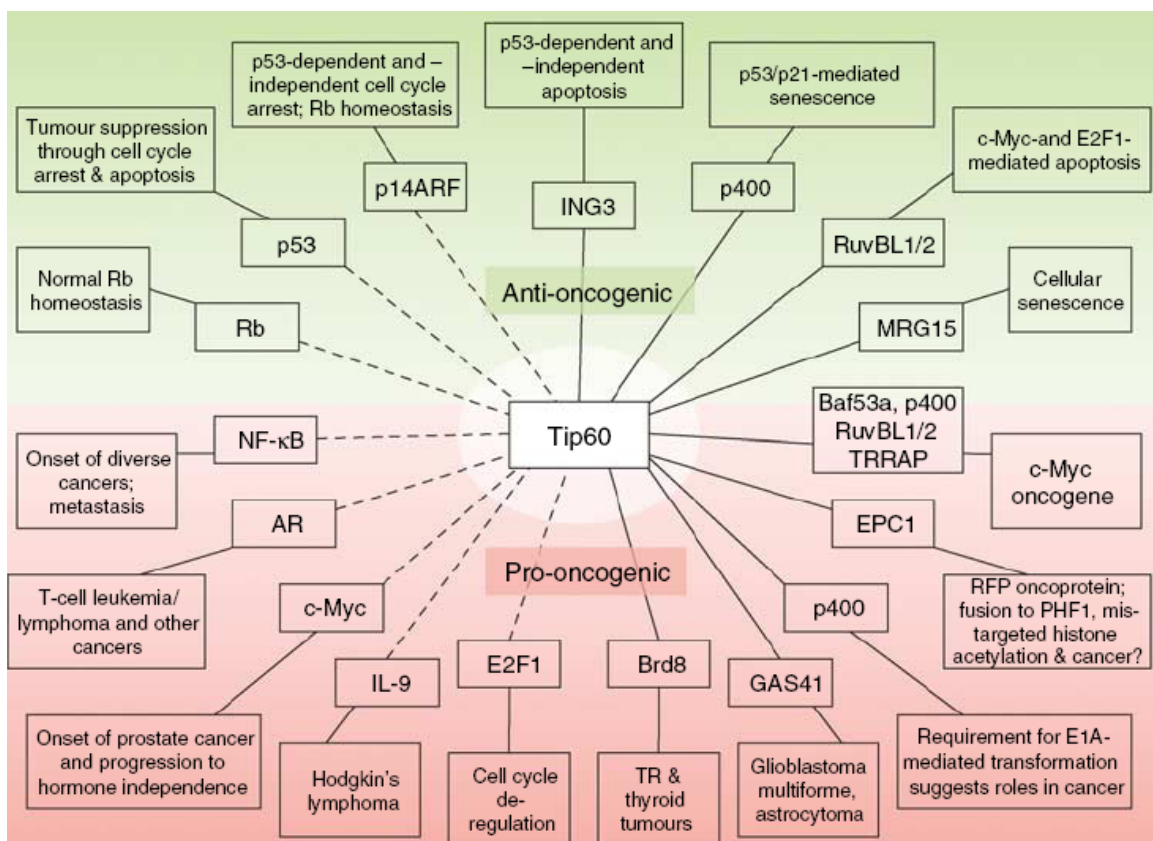 p53-dependent and –
independent cell cycle
arrest; Rb homeostasis
p53-dependent and
–independent
apoptosis
p53/p21-mediated
senescence
Tumour suppression
through cell cycle
arrest & apoptosis
c-Myc-and E2F1-
mediated apoptosis
p14ARF
ING3
p400
p53
RuvBL1/2
Normal Rb
homeostasis
Anti-oncogenic
Cellular
senescence
Rb
MRG15
Tip60
NF-κB
Baf53a, p400
RuvBL1/2
TRRAP
Onset of diverse
cancers;
metastasis
c-Myc
oncogene
AR
EPC1
Pro-oncogenic
T-cell leukemia/
lymphoma and other
cancers
c-Myc
p400
RFP oncoprotein;
fusion to PHF1, mis-
targeted histone
acetylation & cancer?
IL-9
E2F1
Brd8
GAS41
Onset of prostate cancer
and progression to
hormone independence
Hodgkin's
lymphoma
Cell cycle
de-
regulation
TR &
thyroid
tumours
Glioblastoma
multiforme,
astrocytoma
Requirement for E1A-
mediated transformation
suggests roles in cancer